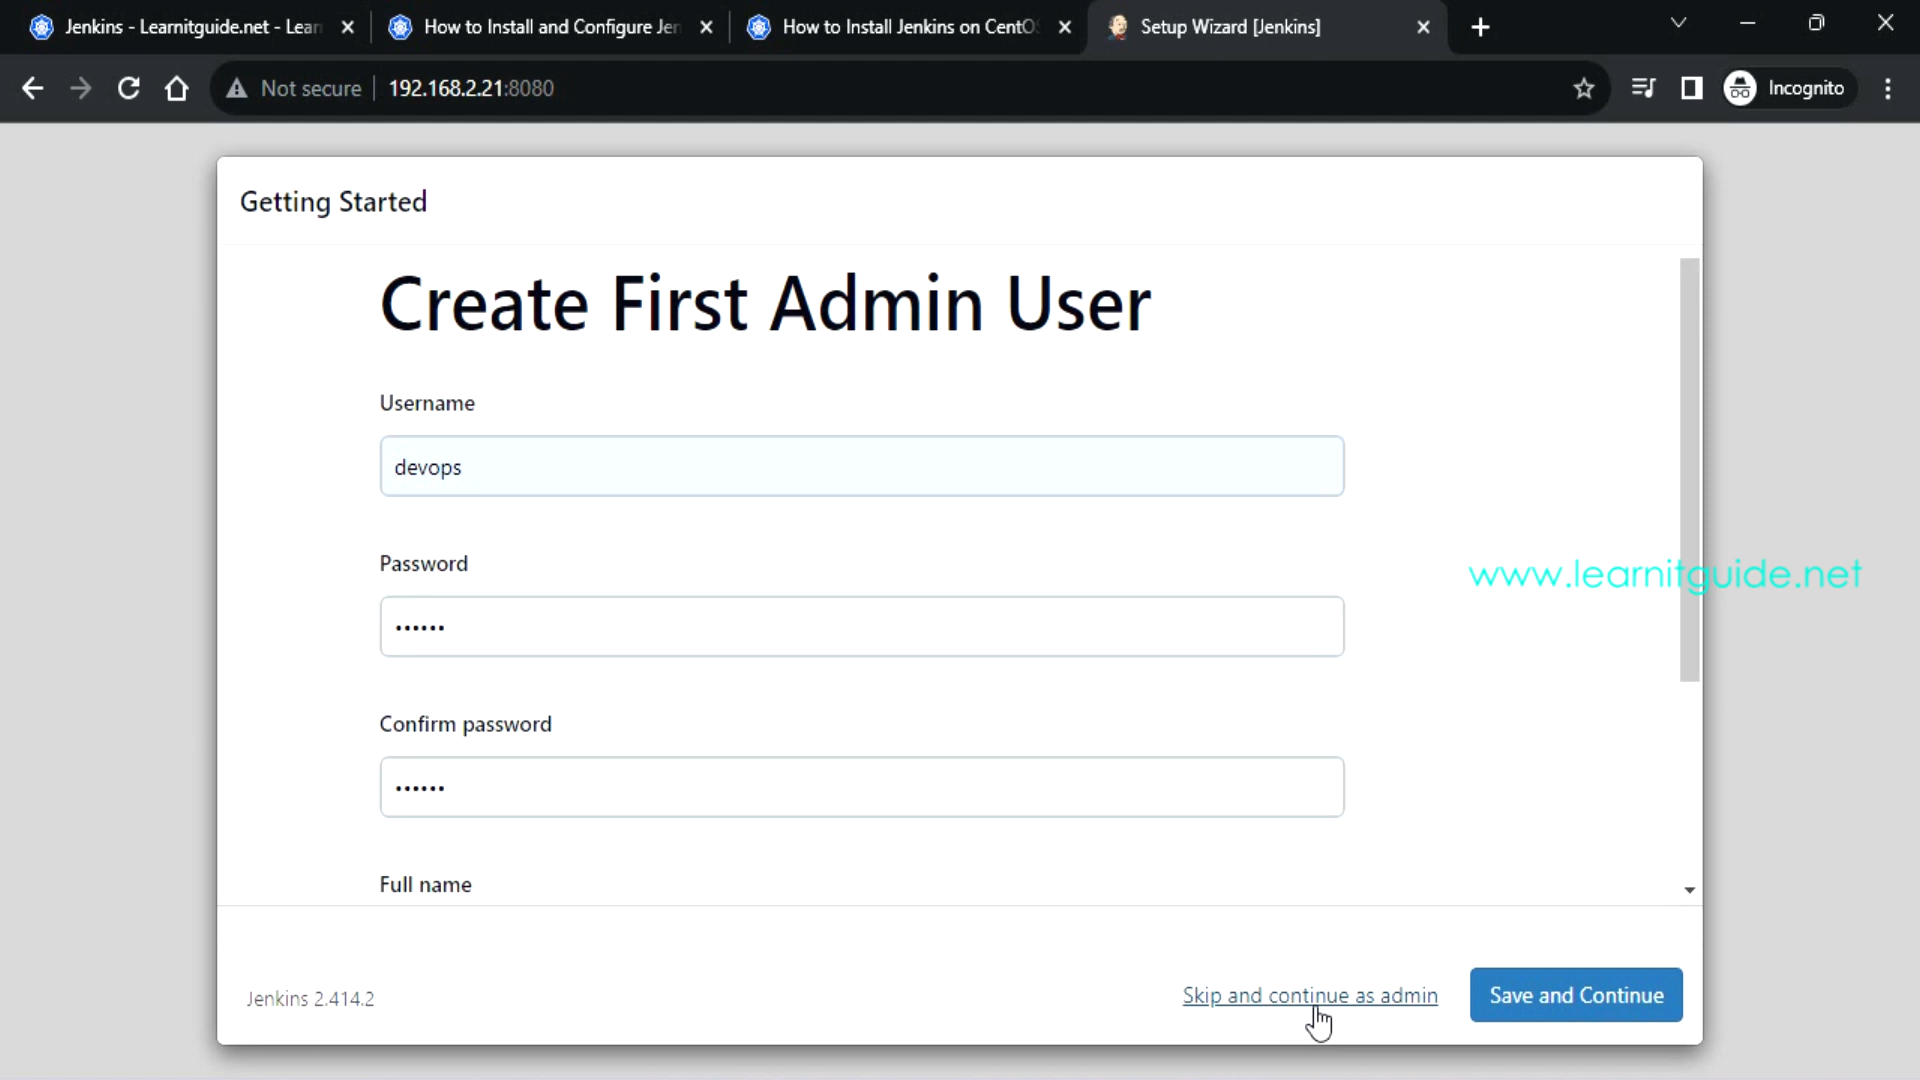 Jenkins - Learnitguide.net - Lear
How to Install and Configure Jen
How to Install Jenkins on CentOS
Setup Wizard [Jenkins]
Not secure
192.168.2.21:8080
Incognito
Getting Started
Create First Admin User
Username
devops
Password
••••••
www.learnitguide.net
Confirm password
••••••
Full name
Jenkins 2.414.2
Skip and continue as admin
Save and Continue